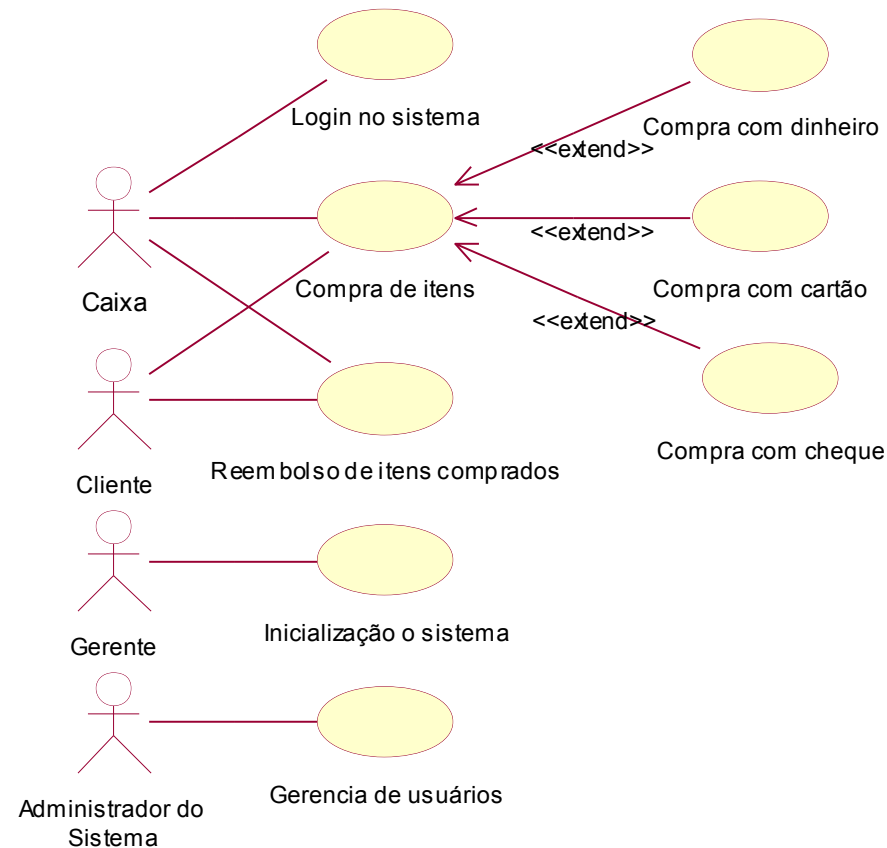 Login no sistema
Compra com dinheiro
<<extend>>
<<extend>>
Compra de itens
Compra com cartão
Caixa
<<extend>>
Compra com cheque
Reembolso de itens comprados
Cliente
Inicialização o sistema
Gerente
Gerencia de usuários
Administrador do
Sistema